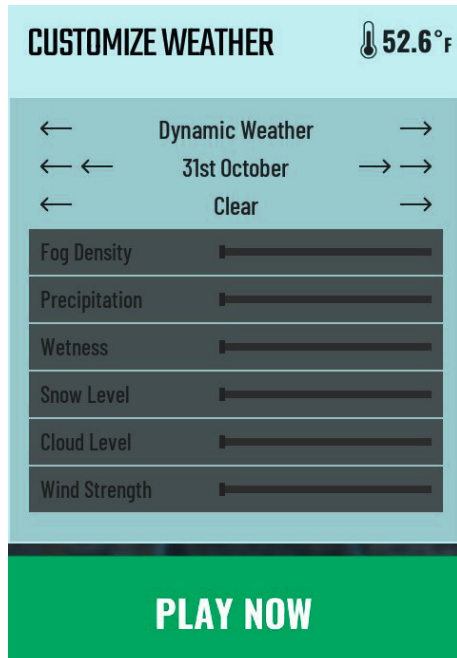 CUSTOMIZE WEATHER 52.6°F
← Dynamic Weather →
← ← 31st October → →
← Clear →
Fog Density
Precipitation
Wetness
Snow Level
Cloud Level
Wind Strength
PLAY NOW